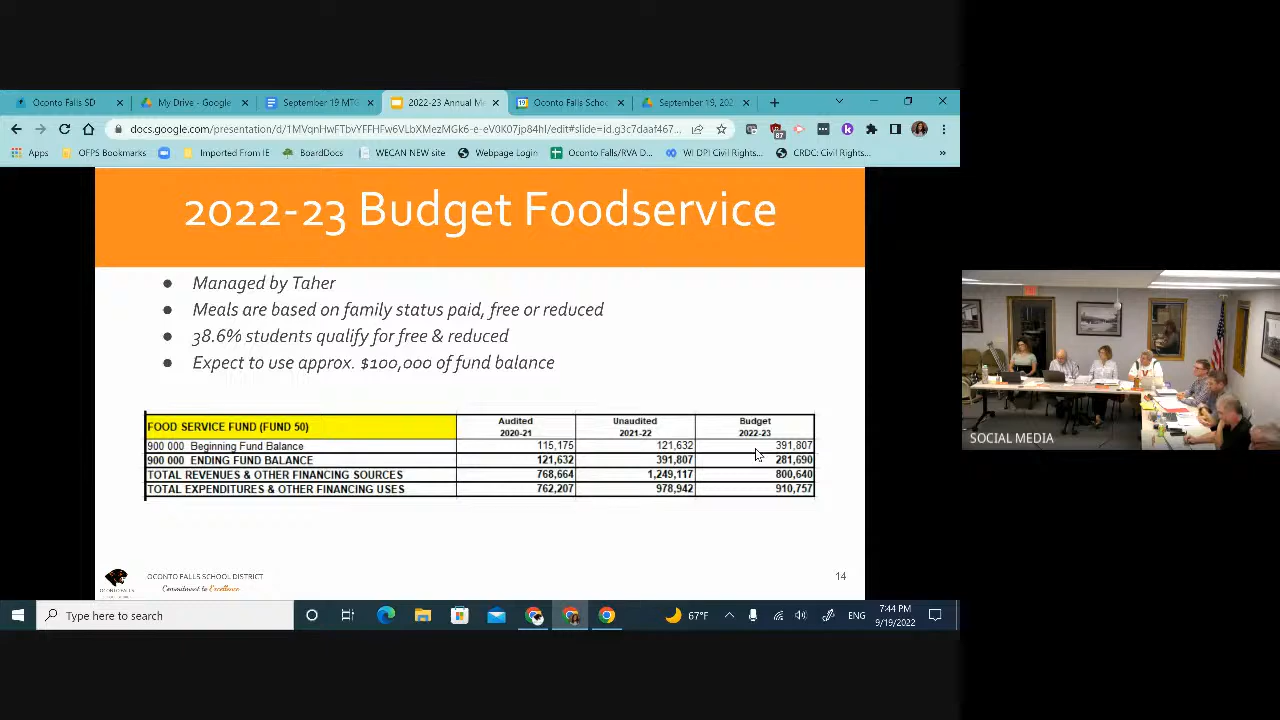 Oconto Falls SD
My Drive - Google
September 19 MTG
2022-23 Annual Me
Oconto Falls Schoo
September 19, 202
docs.google.com/presentation/d/1MVqnHwFTbvYFFHFw6VLbXMezMGk6-e-eV0K07jp84hI/edit#slide=id.g3c7daaf467...
87
Apps
OFPS Bookmarks
Imported From IE
BoardDocs
WECAN NEW site
Webpage Login
Oconto Falls/RVA D...
WI DPI Civil Rights...
CRDC: Civil Rights...
»
2022-23 Budget Foodservice
● Managed by Taher
● Meals are based on family status paid, free or reduced
● 38.6% students qualify for free & reduced
● Expect to use approx. $100,000 of fund balance
FOOD SERVICE FUND (FUND 50) Audited 2020-21 Unaudited 2021-22 Budget 2022-23
900 000 Beginning Fund Balance 115,175 121,632 391,807
900 000 ENDING FUND BALANCE 121,632 391,807 281,690
TOTAL REVENUES & OTHER FINANCING SOURCES 768,664 1,249,117 800,640
TOTAL EXPENDITURES & OTHER FINANCING USES 762,207 978,942 910,757
OCONTO FALLS
OCONTO FALLS SCHOOL DISTRICT
Commitment to Excellence
14
SOCIAL MEDIA
Type here to search
67°F
ENG
7:44 PM
9/19/2022